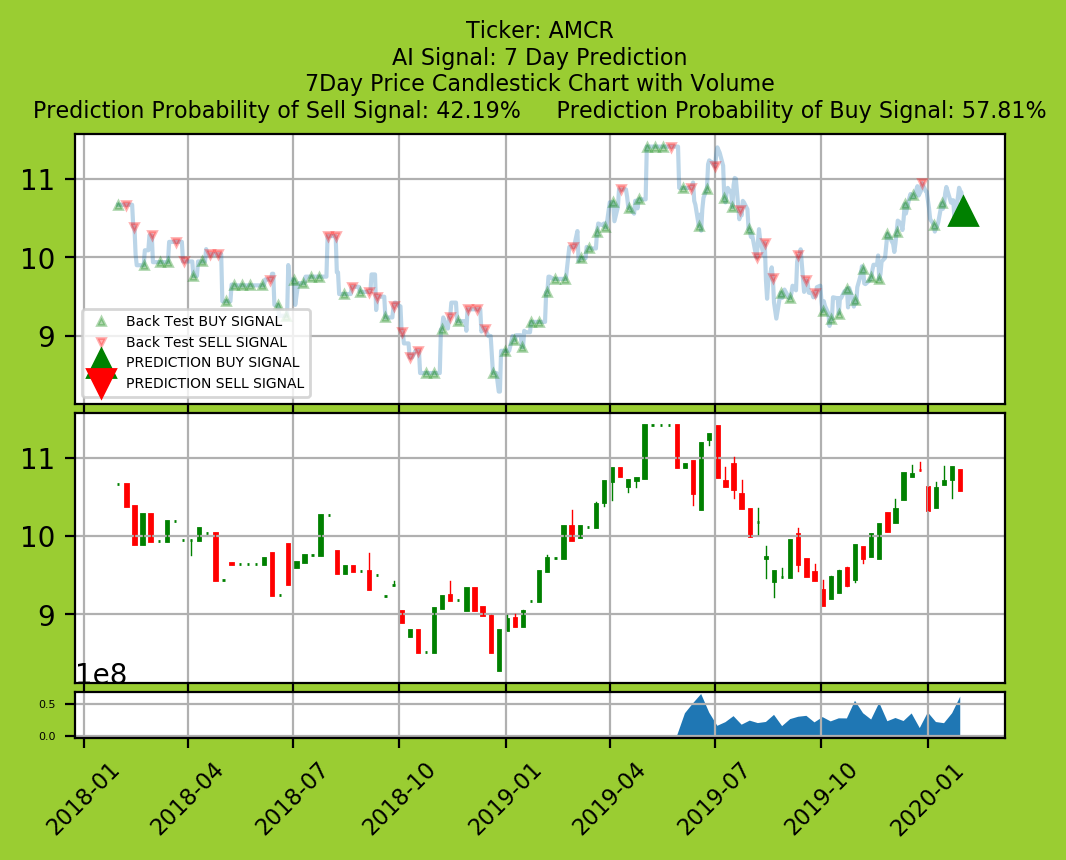 Ticker: AMCR
AI Signal: 7 Day Prediction
7Day Price Candlestick Chart with Volume
Prediction Probability of Sell Signal: 42.19% Prediction Probability of Buy Signal: 57.81%
11
10
9
Back Test BUY SIGNAL
Back Test SELL SIGNAL
PREDICTION BUY SIGNAL
PREDICTION SELL SIGNAL
11
10
9
1e8
0.5
0.0
2018-01 2018-04 2018-07 2018-10 2019-01 2019-04 2019-07 2019-10 2020-01